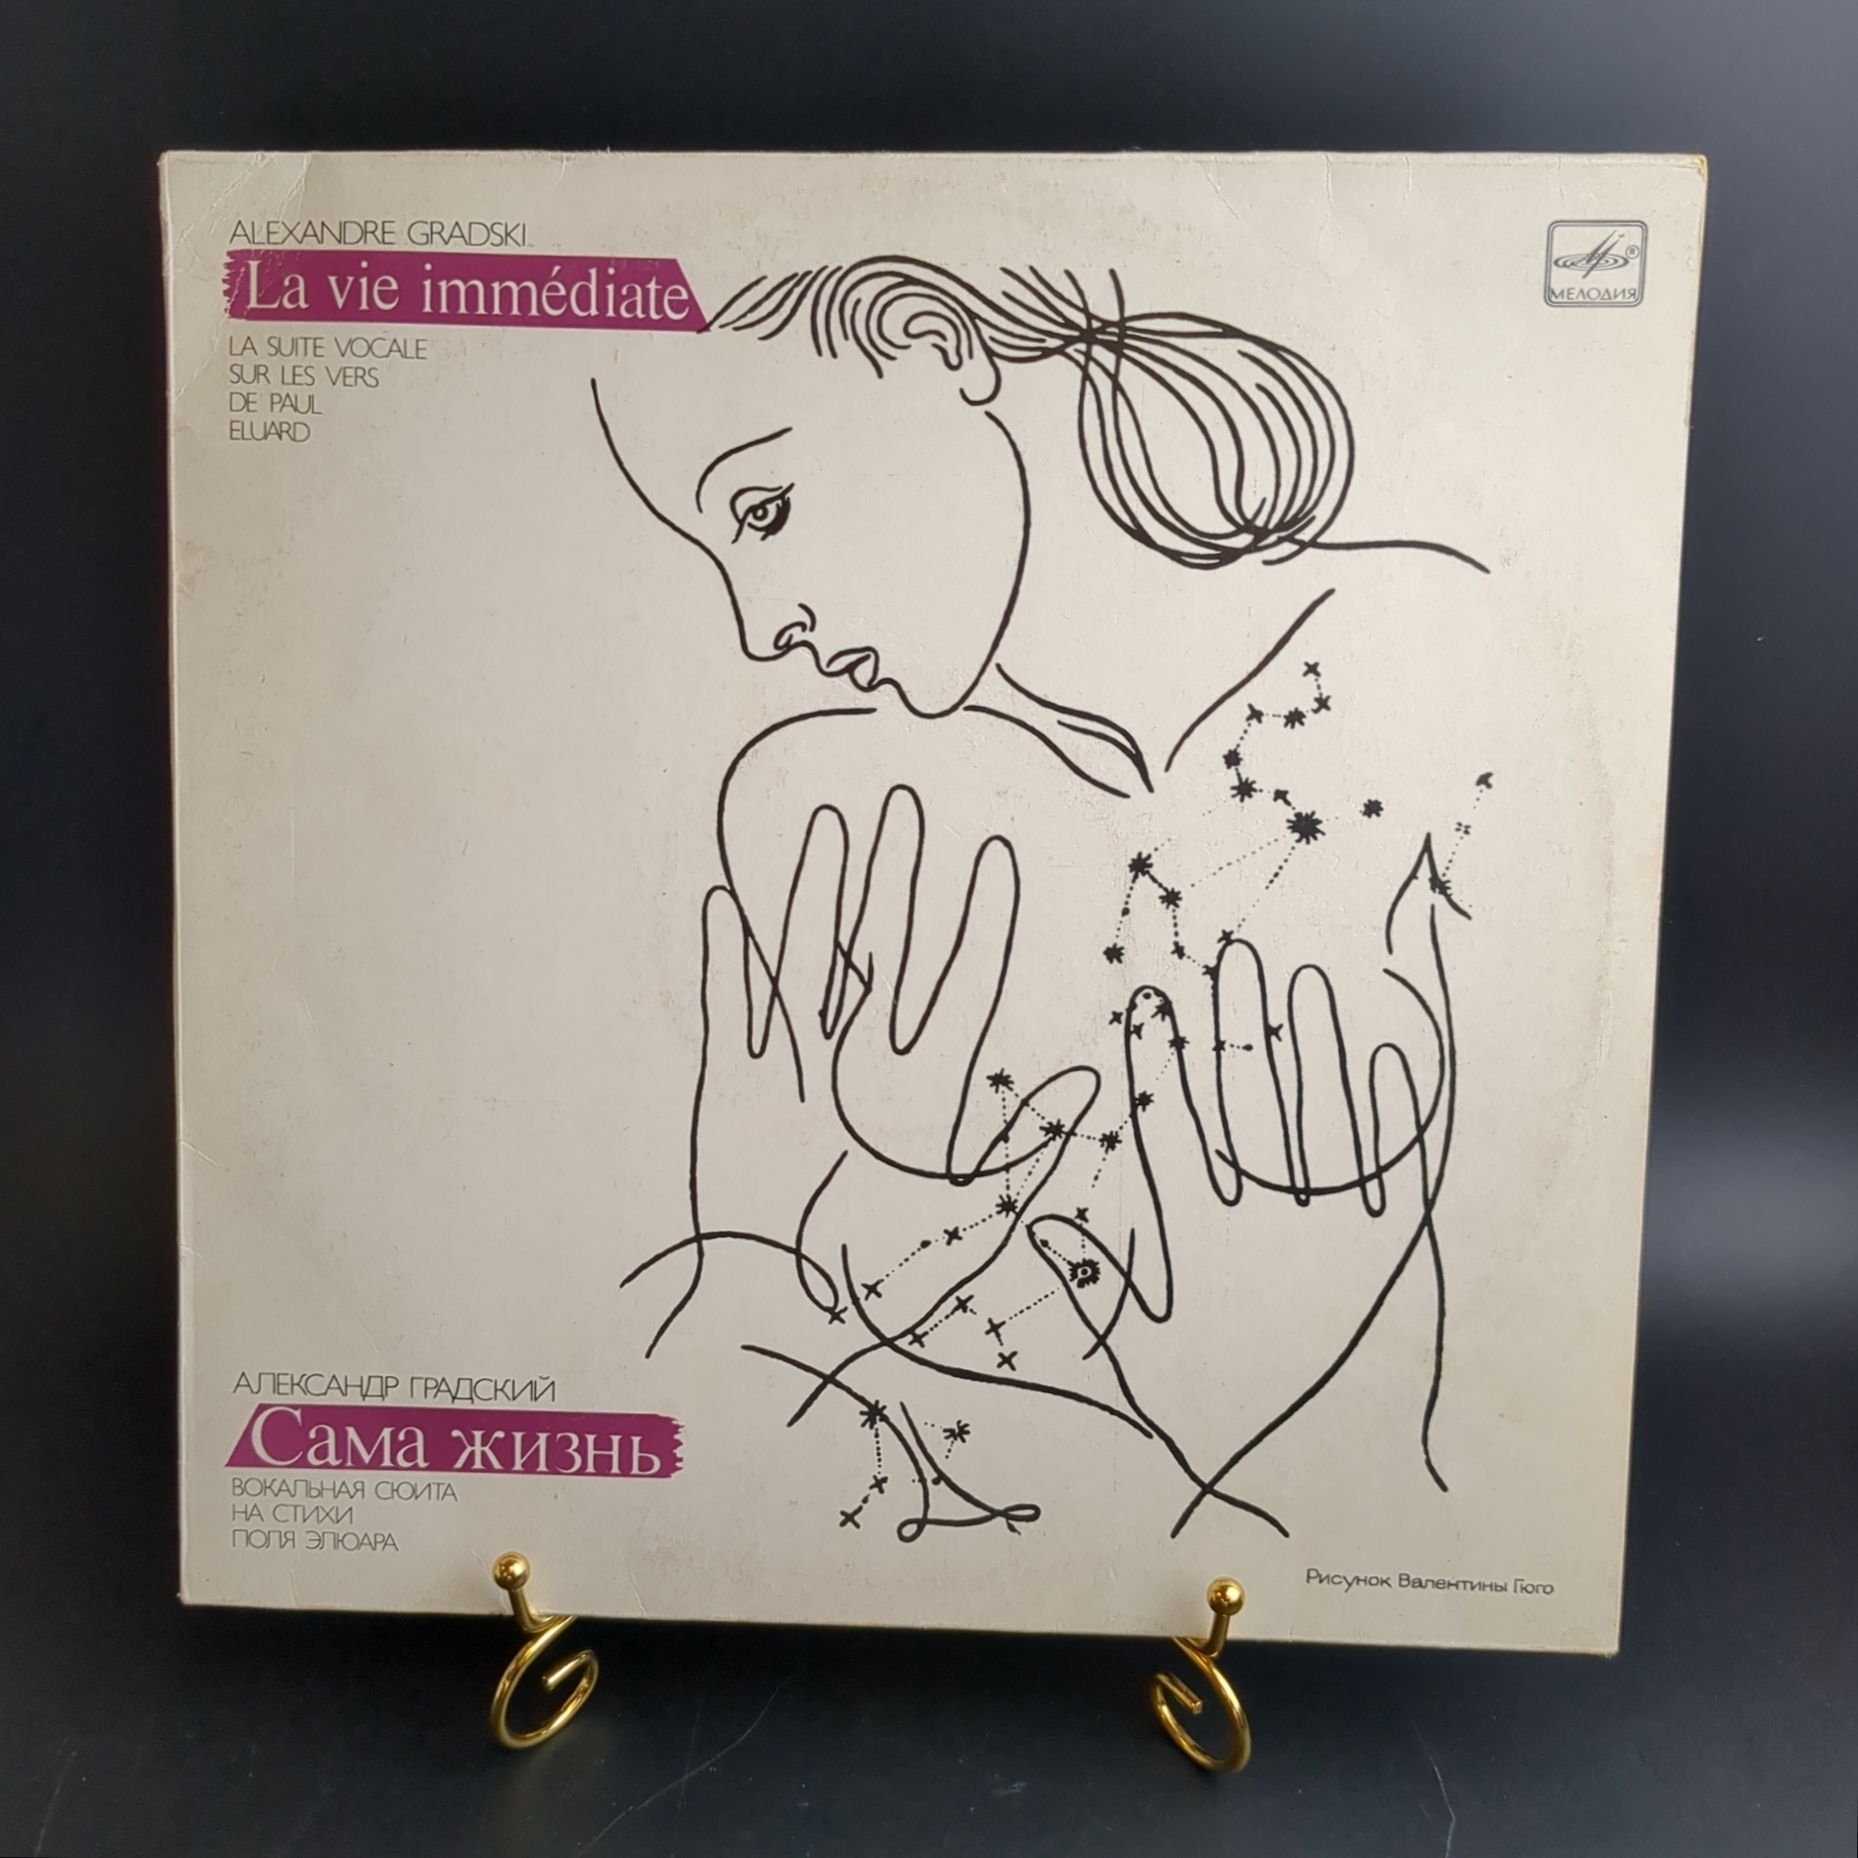 ALEXANDRE GRADSKI
La vie immédiate
LA SUITE VOCALE
SUR LES VERS
DE PAUL
ELUARD
МЕЛОДИЯ
АЛЕКСАНДР ГРАДСКИЙ
Сама жизнь
ВОКАЛЬНАЯ СЮИТА
НА СТИХИ
ПОЛЯ ЭЛЮАРА
Рисунок Валентины Гюго